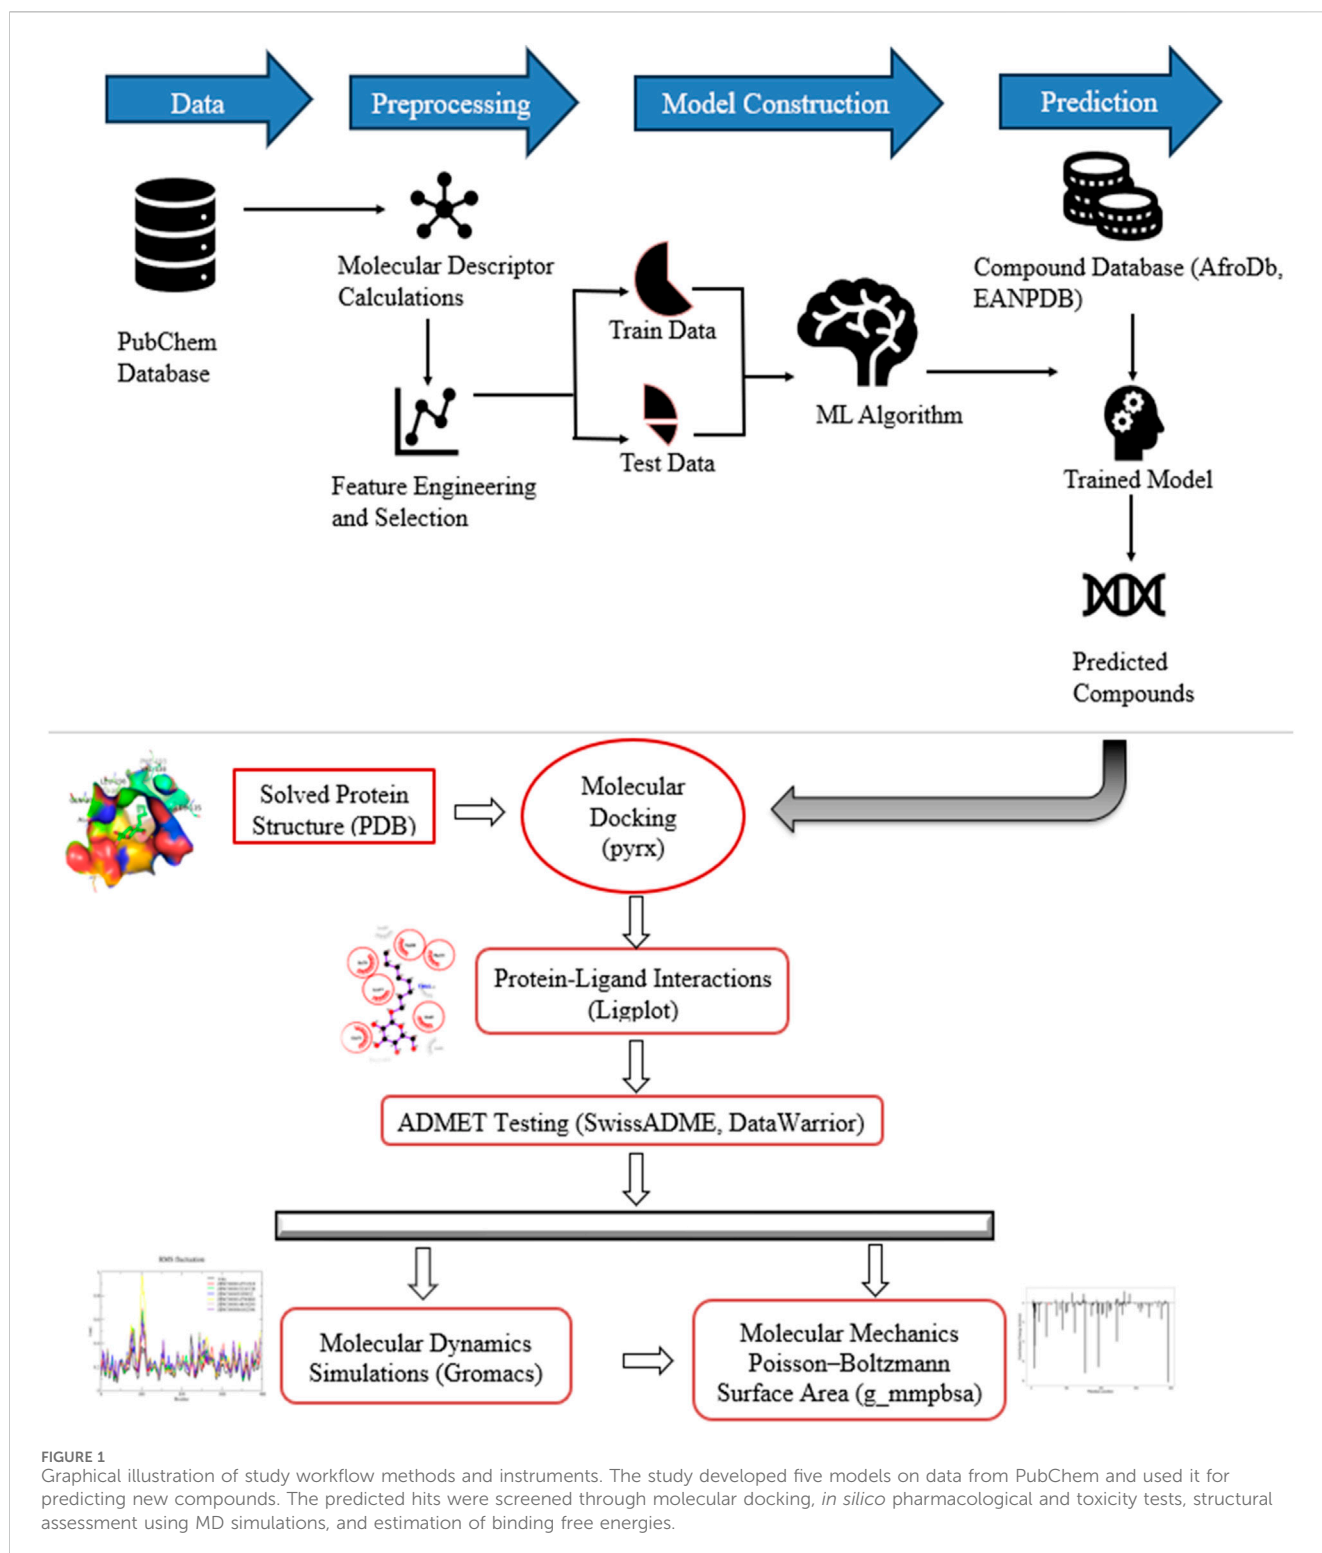 Data
Preprocessing
Model Construction
Prediction
PubChem
Database
Molecular Descriptor
Calculations
Feature Engineering
and Selection
Train Data
Test Data
ML Algorithm
Compound Database (AfroDb,
EANPDB)
Trained Model
Predicted
Compounds
Solved Protein
Structure (PDB)
Molecular
Docking
(pyrx)
Protein-Ligand Interactions
(Ligplot)
ADMET Testing (SwissADME, DataWarrior)
RMS fluctuation
Molecular Dynamics
Simulations (Gromacs)
Molecular Mechanics
Poisson–Boltzmann
Surface Area (g_mmpbsa)
FIGURE 1
Graphical illustration of study workflow methods and instruments. The study developed five models on data from PubChem and used it for
predicting new compounds. The predicted hits were screened through molecular docking, in silico pharmacological and toxicity tests, structural
assessment using MD simulations, and estimation of binding free energies.